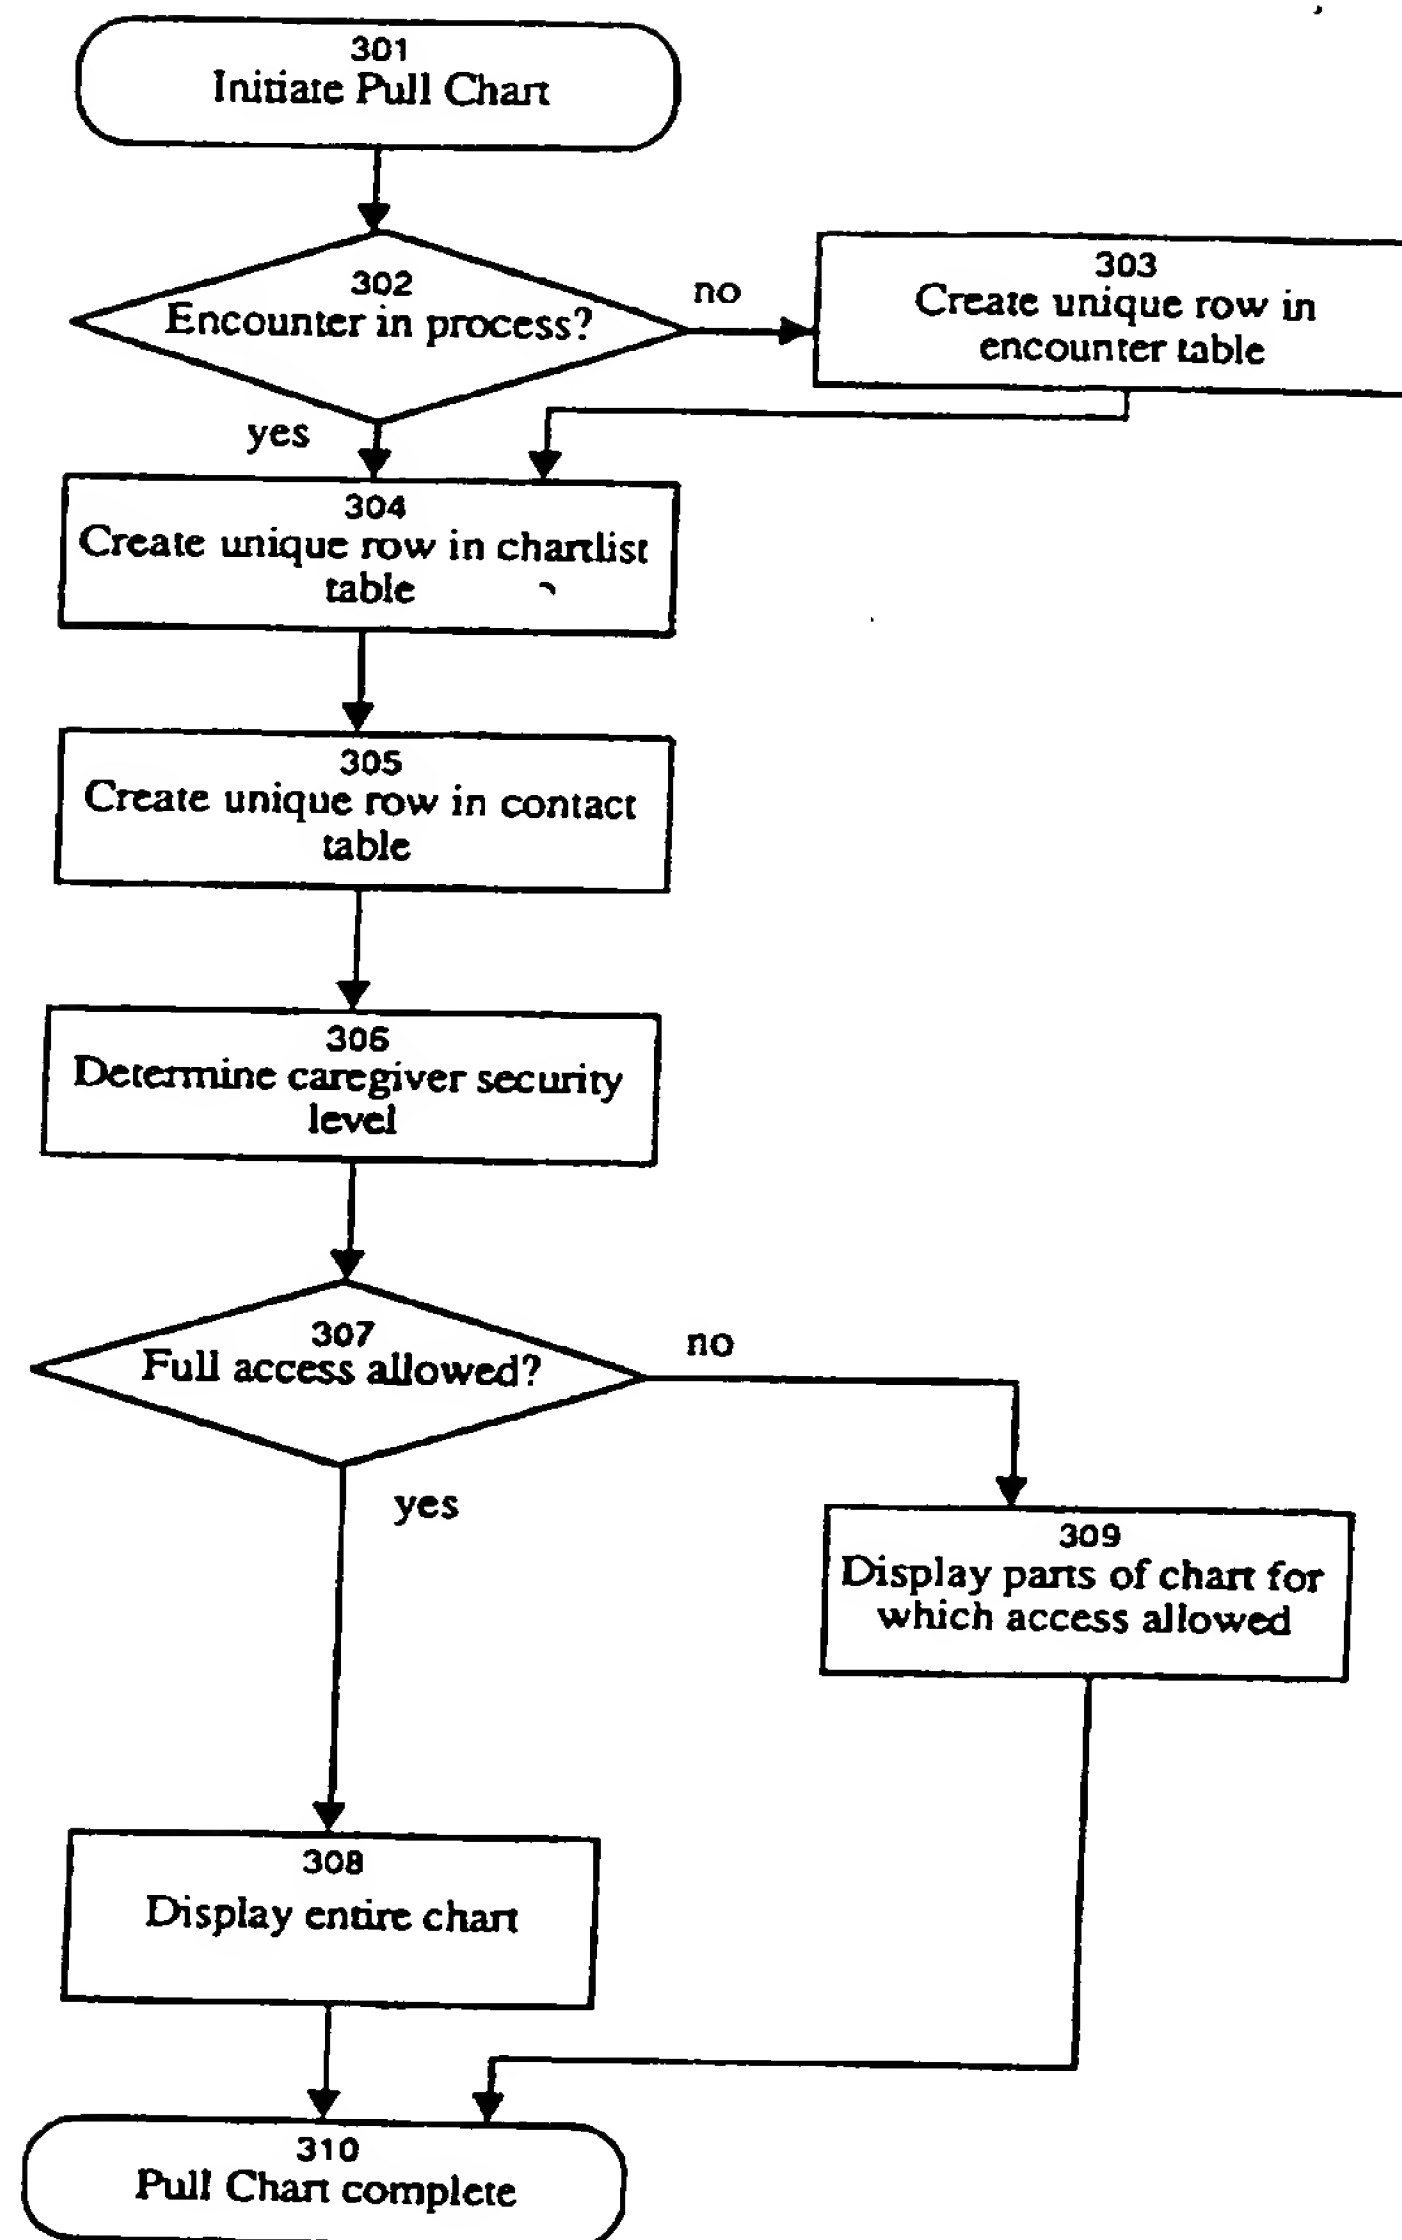 301
Initiate Pull Chart
302
Encounter in process?
no
303
Create unique row in
encounter table
yes
304
Create unique row in chartlist
table
305
Create unique row in contact
table
306
Determine caregiver security
level
307
Full access allowed?
no
yes
309
Display parts of chart for
which access allowed
308
Display entire chart
310
Pull Chart complete